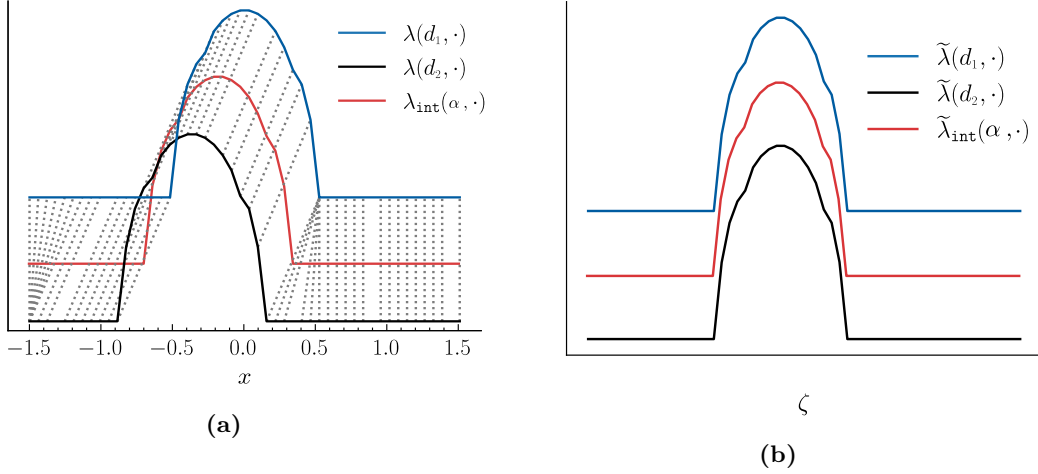 λ(d₁, ·)
λ(d₂, ·)
λ_int(α, ·)
−1.5 −1.0 −0.5 0.0 0.5 1.0 1.5
x
(a)
λ̃(d₁, ·)
λ̃(d₂, ·)
λ̃_int(α, ·)
ζ
(b)